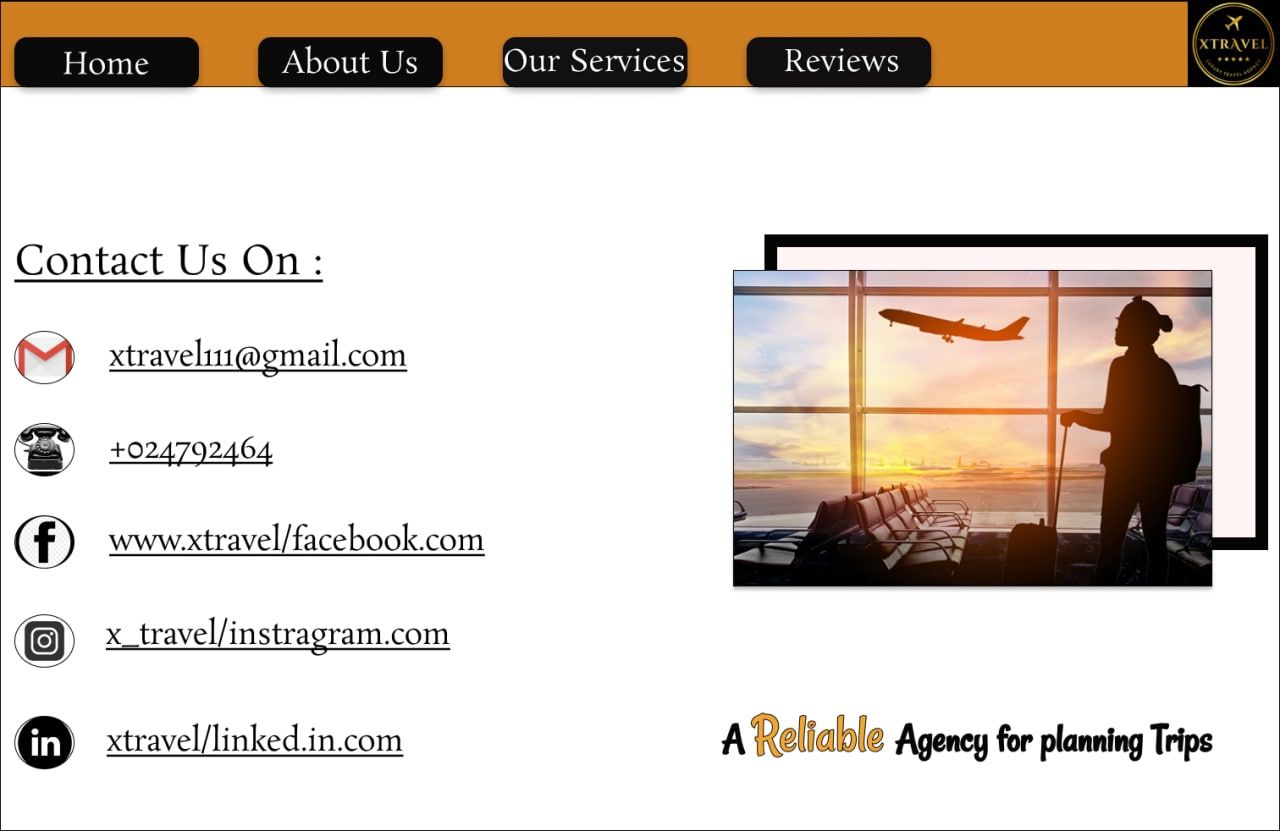 Home
About Us
Our Services
Reviews
XTRAVEL
LUXURY TRAVEL AGENCY
Contact Us On :
xtravel111@gmail.com
+024792464
www.xtravel/facebook.com
x_travel/instragram.com
in
xtravel/linked.in.com
A Reliable Agency for planning Trips